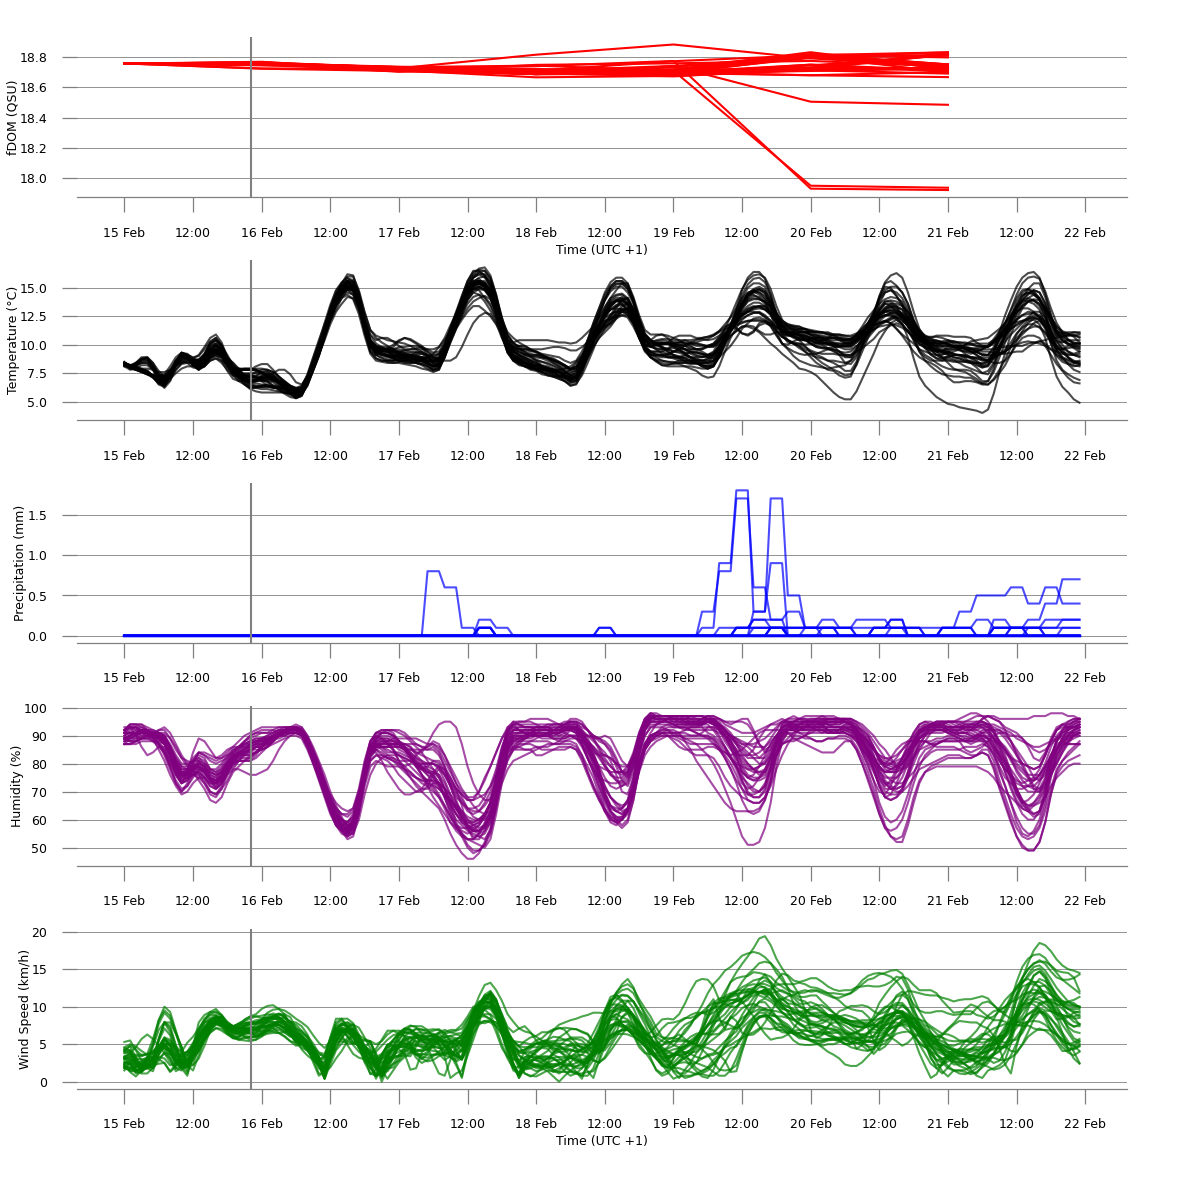 fDOM (QSU)
18.8
18.6
18.4
18.2
18.0
15 Feb 12:00 16 Feb 12:00 17 Feb 12:00 18 Feb 12:00 19 Feb 12:00 20 Feb 12:00 21 Feb 12:00 22 Feb
Time (UTC +1)
Temperature (°C)
15.0
12.5
10.0
7.5
5.0
15 Feb 12:00 16 Feb 12:00 17 Feb 12:00 18 Feb 12:00 19 Feb 12:00 20 Feb 12:00 21 Feb 12:00 22 Feb
Precipitation (mm)
1.5
1.0
0.5
0.0
15 Feb 12:00 16 Feb 12:00 17 Feb 12:00 18 Feb 12:00 19 Feb 12:00 20 Feb 12:00 21 Feb 12:00 22 Feb
Humidity (%)
100
90
80
70
60
50
15 Feb 12:00 16 Feb 12:00 17 Feb 12:00 18 Feb 12:00 19 Feb 12:00 20 Feb 12:00 21 Feb 12:00 22 Feb
Wind Speed (km/h)
20
15
10
5
0
15 Feb 12:00 16 Feb 12:00 17 Feb 12:00 18 Feb 12:00 19 Feb 12:00 20 Feb 12:00 21 Feb 12:00 22 Feb
Time (UTC +1)